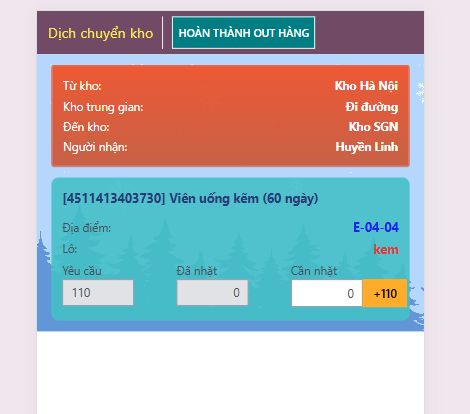 Dịch chuyển kho HOÀN THÀNH OUT HÀNG
Từ kho: Kho Hà Nội
Kho trung gian: Đi đường
Đến kho: Kho SGN
Người nhận: Huyền Linh
[4511413403730] Viên uống kẽm (60 ngày)
Địa điểm: E-04-04
Lô: kem
Yêu cầu Đã nhặt Cần nhặt
110 0 0 +110